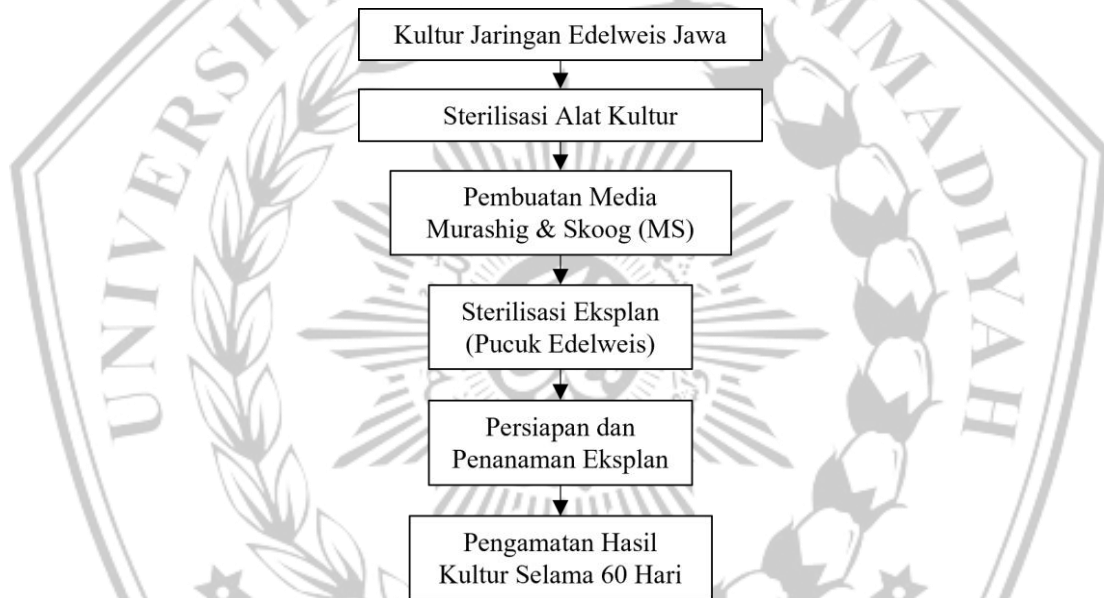 Kultur Jaringan Edelweis Jawa
Sterilisasi Alat Kultur
Pembuatan Media
Murashig & Skoog (MS)
Sterilisasi Eksplan
(Pucuk Edelweis)
Persiapan dan
Penanaman Eksplan
Pengamatan Hasil
Kultur Selama 60 Hari